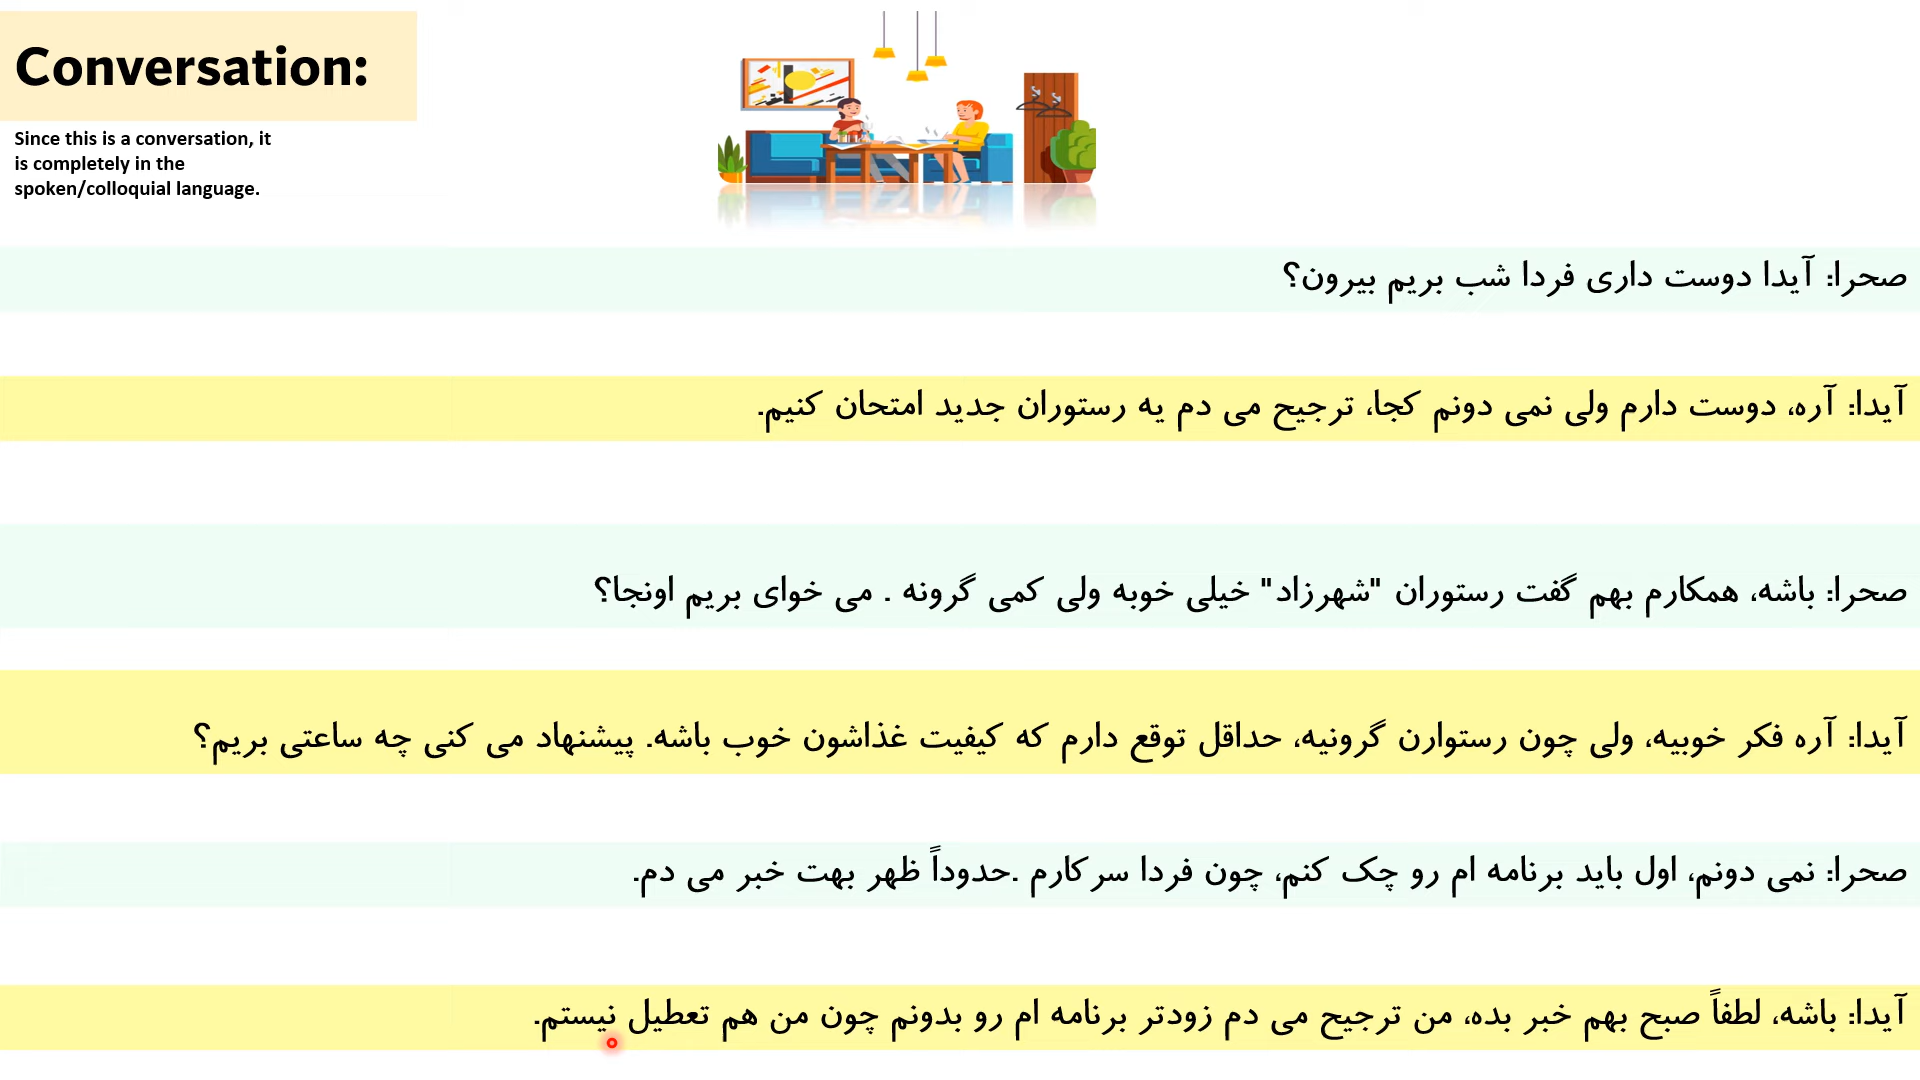 Conversation:
Since this is a conversation, it
is completely in the
spoken/colloquial language.
صحرا: آیدا دوست داری فردا شب بریم بیرون؟
آیدا: آره، دوست دارم ولی نمی دونم کجا، ترجیح می دم یه رستوران جدید امتحان کنیم.
صحرا: باشه، همکارم بهم گفت رستوران "شهرزاد" خیلی خوبه ولی کمی گرونه . می خوای بریم اونجا؟
آیدا: آره فکر خوبیه، ولی چون رستوارن گرونیه، حداقل توقع دارم که کیفیت غذاشون خوب باشه. پیشنهاد می کنی چه ساعتی بریم؟
صحرا: نمی دونم، اول باید برنامه ام رو چک کنم، چون فردا سرکارم .حدوداً ظهر بهت خبر می دم.
آیدا: باشه، لطفاً صبح بهم خبر بده، من ترجیح می دم زودتر برنامه ام رو بدونم چون من هم تعطیل نیستم.